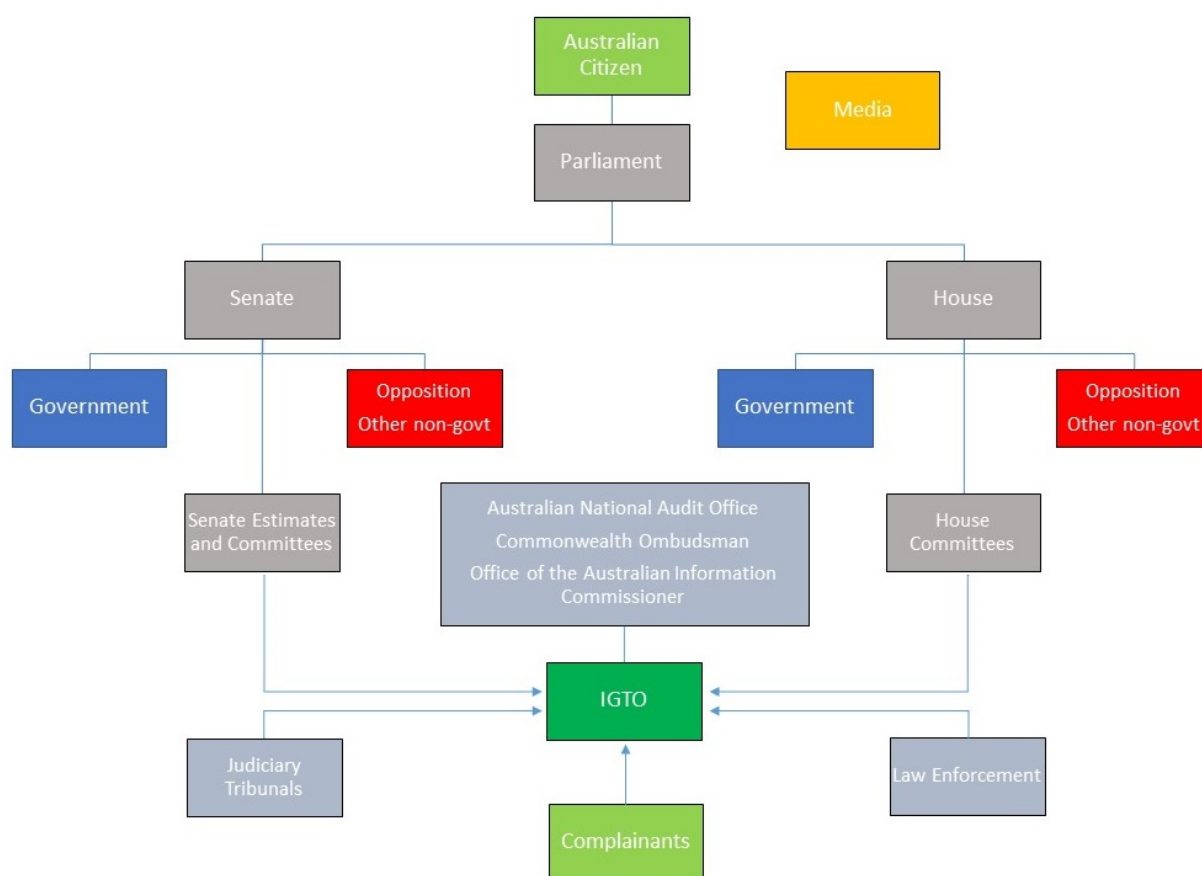 Australian
Citizen
Media
Parliament
Senate
House
Government
Opposition
Other non-govt
Government
Opposition
Other non-govt
Senate Estimates
and Committees
Australian National Audit Office
Commonwealth Ombudsman
Office of the Australian Information
Commissioner
House
Committees
IGTO
Judiciary
Tribunals
Law Enforcement
Complainants